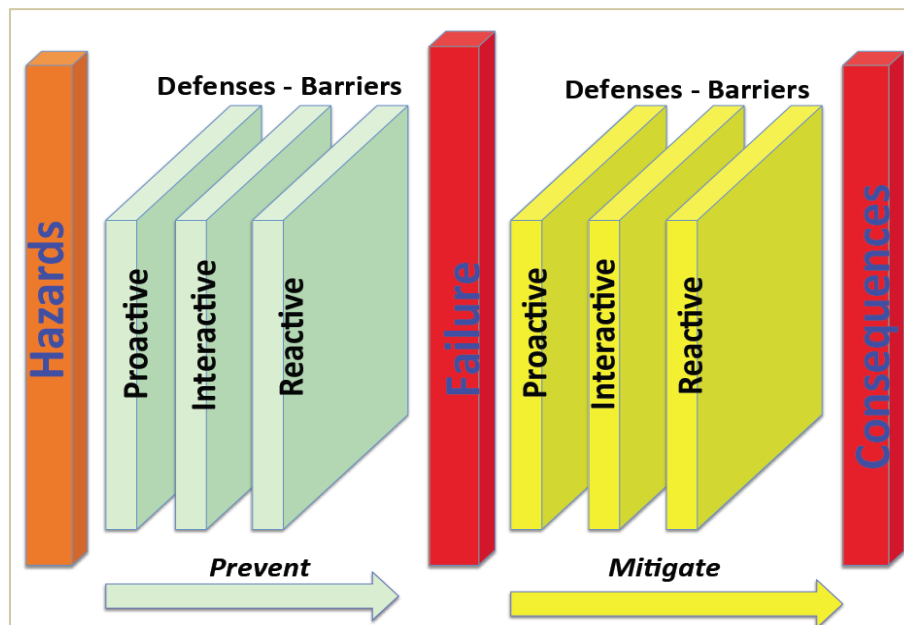 Defenses - Barriers
Defenses - Barriers
Hazards
Proactive
Interactive
Reactive
Failure
Proactive
Interactive
Reactive
Consequences
Prevent
Mitigate